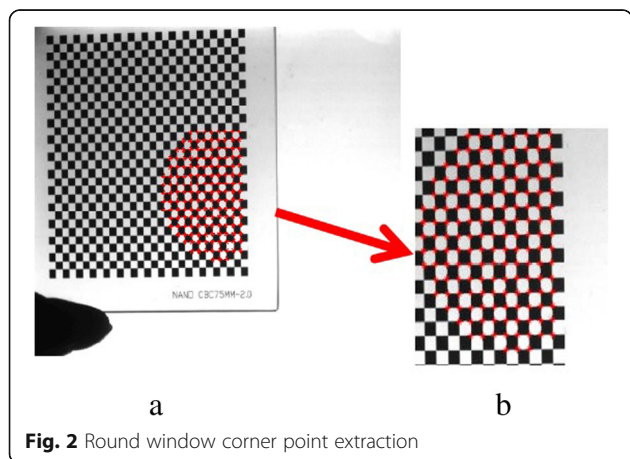 NANO CBC75MM-2.0
a b
Fig. 2 Round window corner point extraction